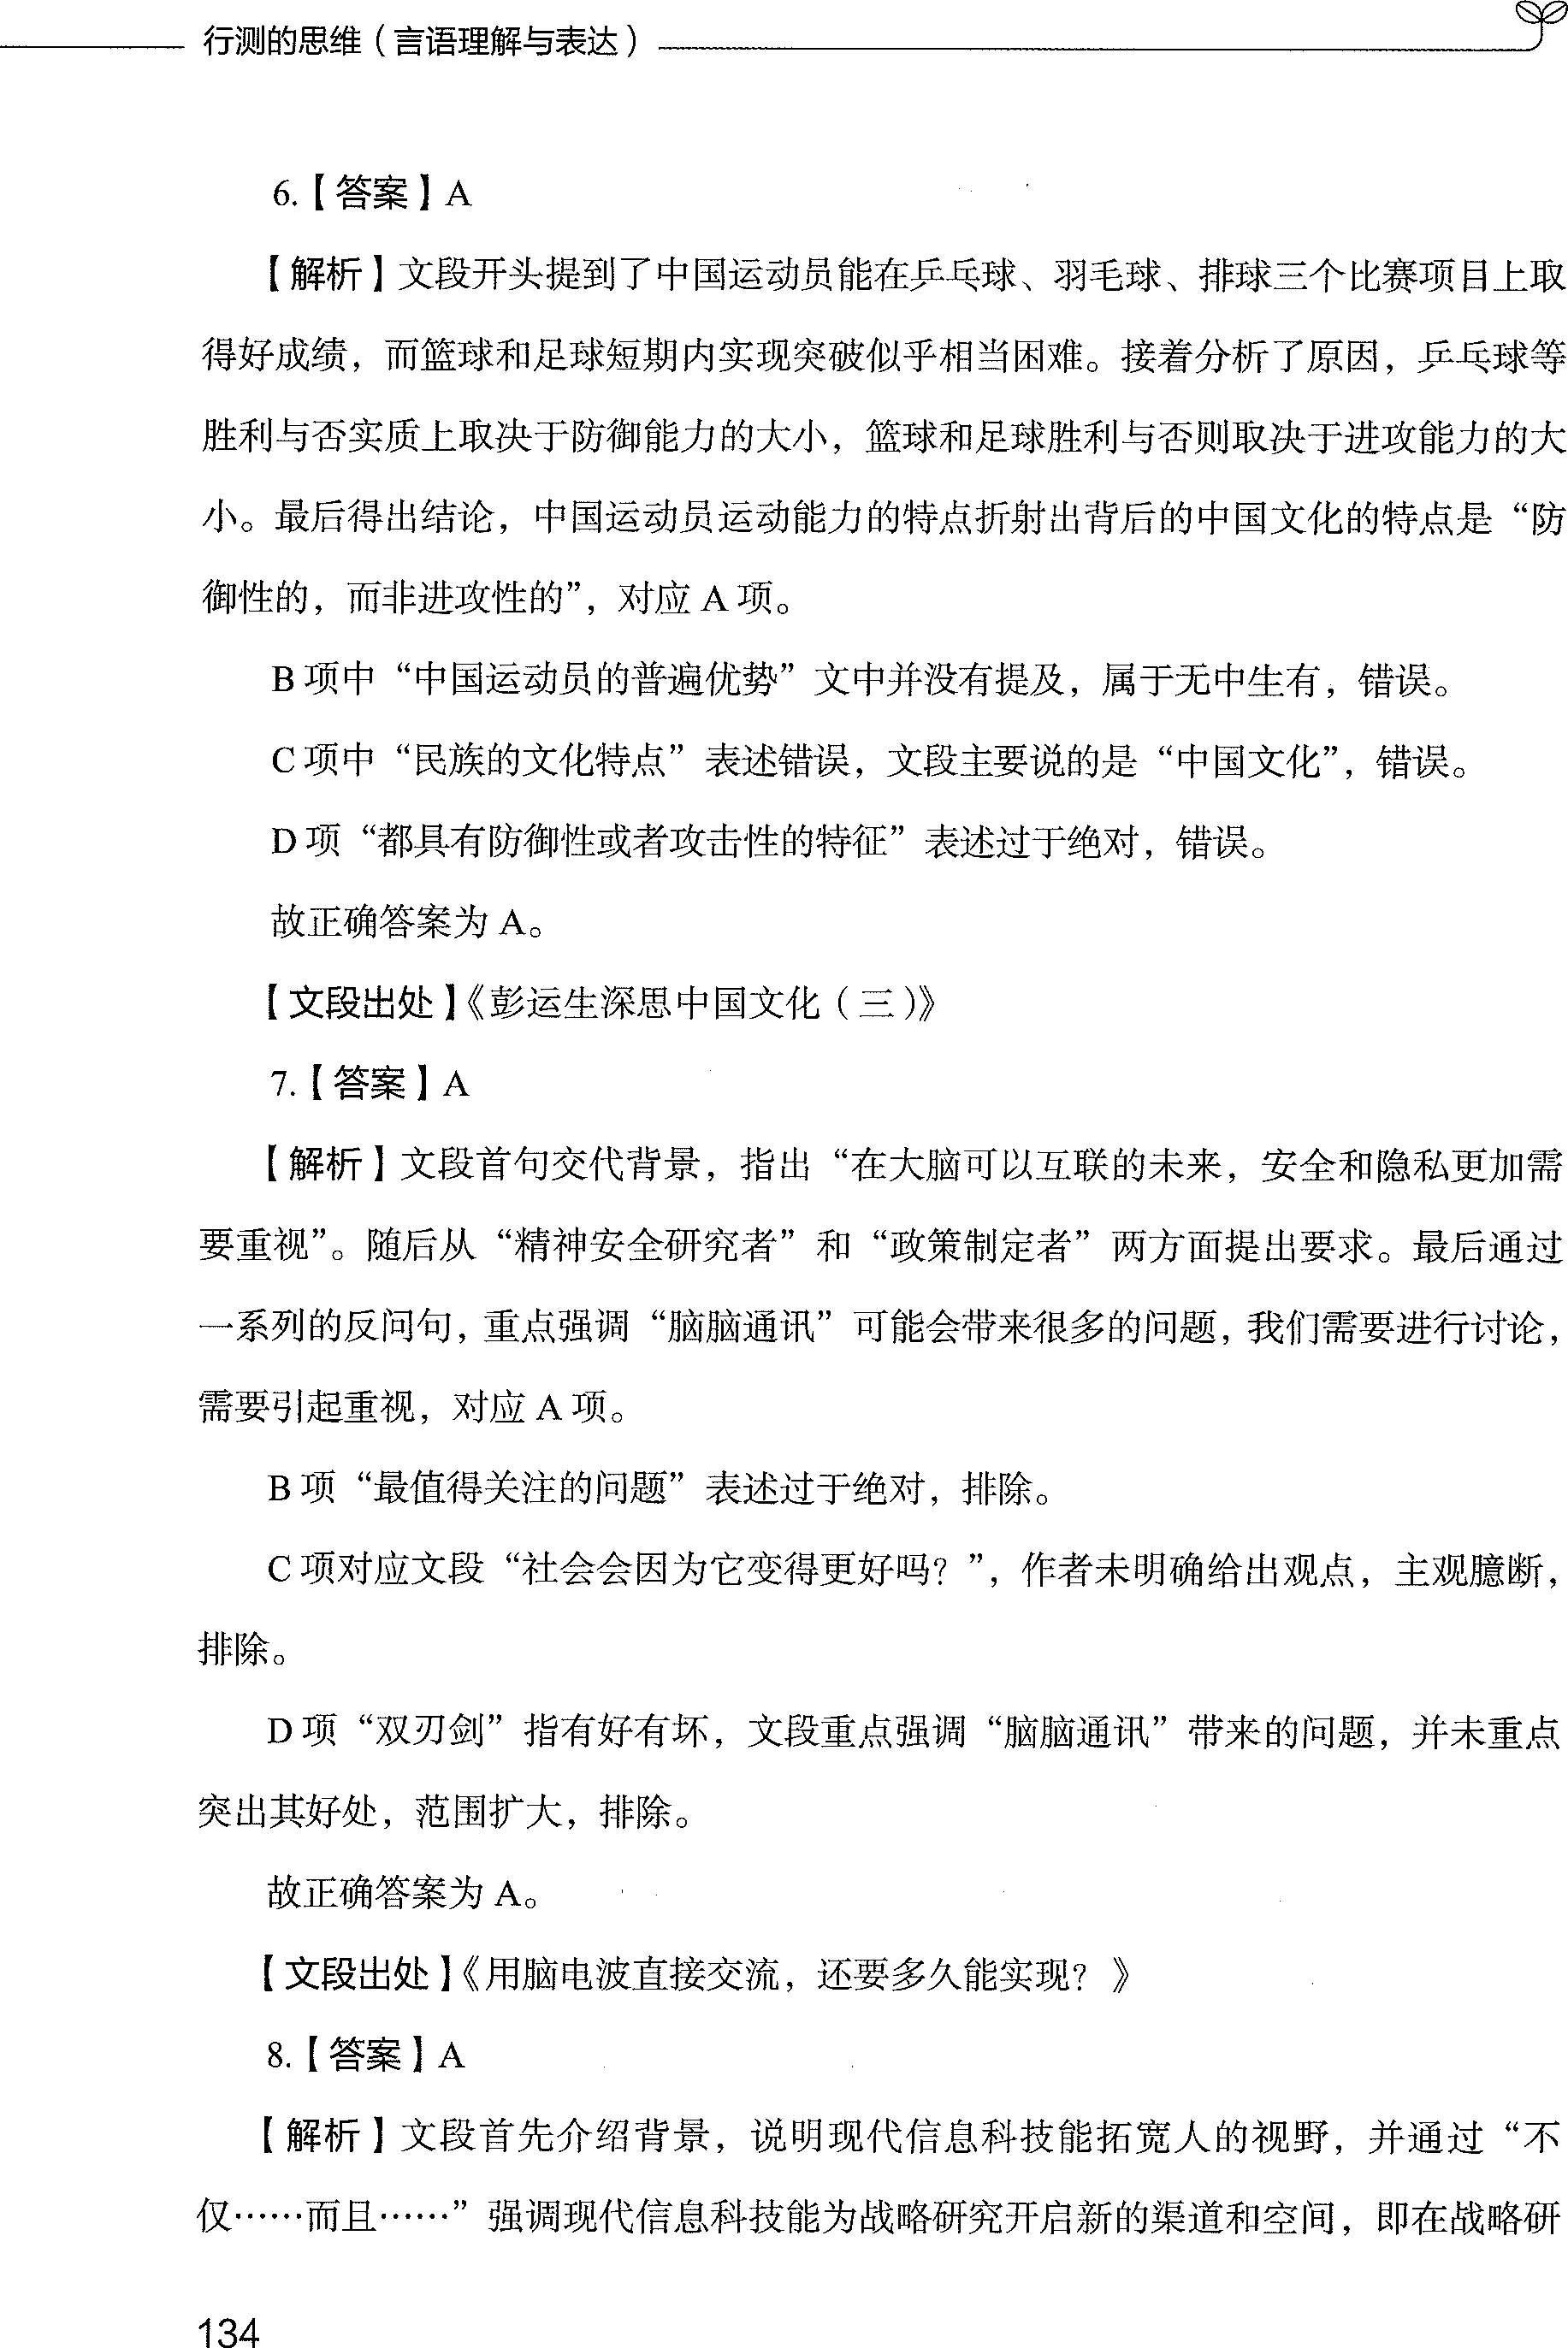 行测的思维（言语理解与表达）
6.【答案】A
【解析】文段开头提到了中国运动员能在乒乓球、羽毛球、排球三个比赛项目上取
得好成绩，而篮球和足球短期内实现突破似乎相当困难。接着分析了原因，乒乓球等
胜利与否实质上取决于防御能力的大小，篮球和足球胜利与否则取决于进攻能力的大
小。最后得出结论，中国运动员运动能力的特点折射出背后的中国文化的特点是“防
御性的，而非进攻性的”，对应 A 项。
B 项中“中国运动员的普遍优势”文中并没有提及，属于无中生有，错误。
C 项中“民族的文化特点”表述错误，文段主要说的是“中国文化”，错误。
D 项“都具有防御性或者攻击性的特征”表述过于绝对，错误。
故正确答案为 A。
【文段出处】《彭运生深思中国文化（三）》
7.【答案】A
【解析】文段首句交代背景，指出“在大脑可以互联的未来，安全和隐私更加需
要重视”。随后从“精神安全研究者”和“政策制定者”两方面提出要求。最后通过
一系列的反问句，重点强调“脑脑通讯”可能会带来很多的问题，我们需要进行讨论，
需要引起重视，对应 A 项。
B 项“最值得关注的问题”表述过于绝对，排除。
C 项对应文段“社会会因为它变得更好吗？”，作者未明确给出观点，主观臆断，
排除。
D 项“双刃剑”指有好有坏，文段重点强调“脑脑通讯”带来的问题，并未重点
突出其好处，范围扩大，排除。
故正确答案为 A。
【文段出处】《用脑电波直接交流，还要多久能实现？》
8.【答案】A
【解析】文段首先介绍背景，说明现代信息科技能拓宽人的视野，并通过“不
仅……而且……”强调现代信息科技能为战略研究开启新的渠道和空间，即在战略研
134